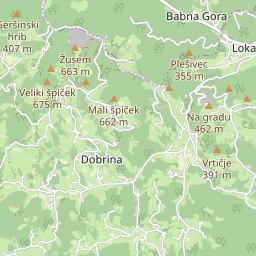 Babna Gora
Geršinski
hrib
407 m
Loka
Žusem
663 m
Plešivec
355 m
Veliki špiček
675 m
Mali špiček
662 m
Na gradu
462 m
Dobrina
Vrtičje
391 m